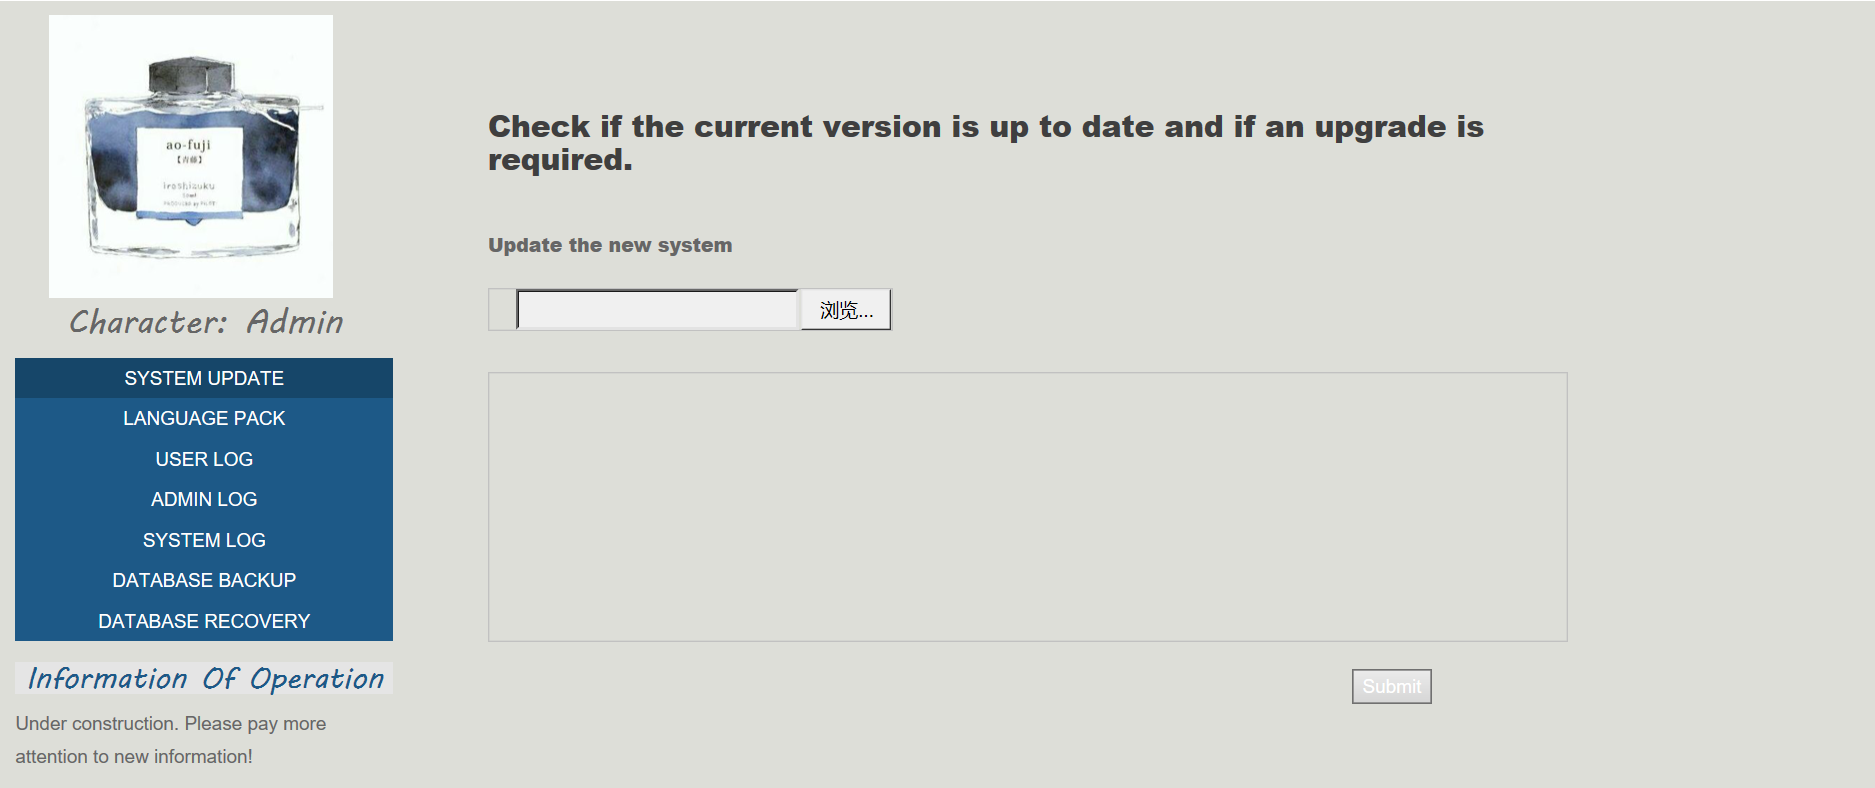 ao-fuji
【青藤】
iroshizuku
Character: Admin
SYSTEM UPDATE
LANGUAGE PACK
USER LOG
ADMIN LOG
SYSTEM LOG
DATABASE BACKUP
DATABASE RECOVERY
Information Of Operation
Under construction. Please pay more
attention to new information!
Check if the current version is up to date and if an upgrade is
required.
Update the new system
浏览...
Submit